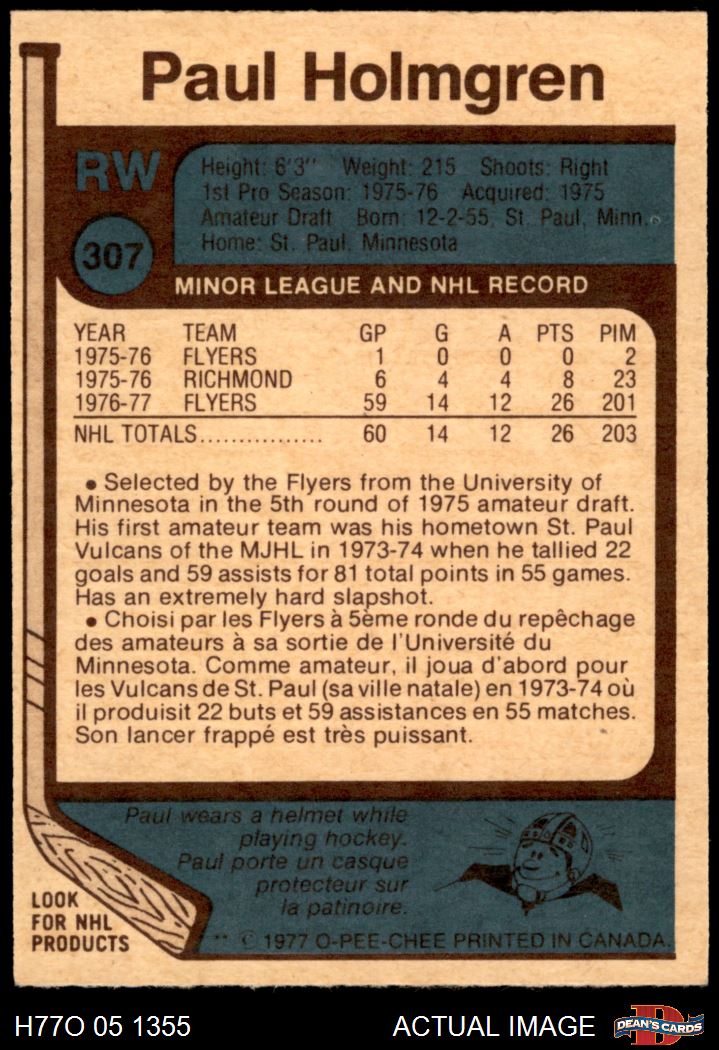 Paul Holmgren
RW
Height: 6'3" Weight: 215 Shoots: Right
1st Pro Season: 1975-76 Acquired: 1975
Amateur Draft Born: 12-2-55, St. Paul, Minn.
Home: St. Paul, Minnesota
307
MINOR LEAGUE AND NHL RECORD
YEAR TEAM GP G A PTS PIM
1975-76 FLYERS 1 0 0 0 2
1975-76 RICHMOND 6 4 4 8 23
1976-77 FLYERS 59 14 12 26 201
NHL TOTALS................ 60 14 12 26 203
• Selected by the Flyers from the University of
Minnesota in the 5th round of 1975 amateur draft.
His first amateur team was his hometown St. Paul
Vulcans of the MJHL in 1973-74 when he tallied 22
goals and 59 assists for 81 total points in 55 games.
Has an extremely hard slapshot.
• Choisi par les Flyers à 5ème ronde du repêchage
des amateurs à sa sortie de l'Université du
Minnesota. Comme amateur, il joua d'abord pour
les Vulcans de St. Paul (sa ville natale) en 1973-74 où
il produisit 22 buts et 59 assistances en 55 matches.
Son lancer frappé est très puissant.
Paul wears a helmet while
playing hockey.
Paul porte un casque
protecteur sur
la patinoire.
LOOK
FOR NHL
PRODUCTS
** © 1977 O-PEE-CHEE PRINTED IN CANADA.
H77O 05 1355
ACTUAL IMAGE
D
DEAN'S CARDS